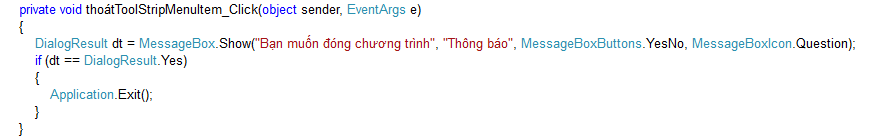 private void thoátToolStripMenuItem_Click(object sender, EventArgs e)
{
DialogResult dt = MessageBox.Show("Bạn muốn đóng chương trình", "Thông báo", MessageBoxButtons.YesNo, MessageBoxIcon.Question);
if (dt == DialogResult.Yes)
{
Application.Exit();
}
}